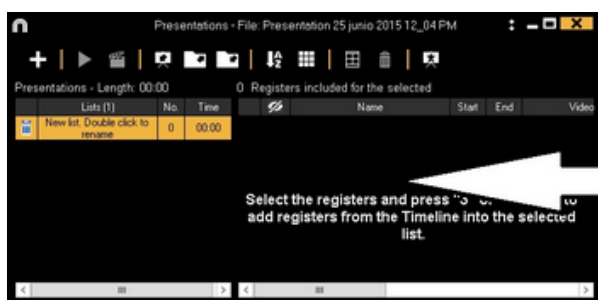 Presentations - File: Presentation 25 junio 2015 12_04 PM
Presentations - Length: 00:00
0 Registers included for the selected
Lists (1) No. Time
Name Start End Video
New list. Double click to
rename
0 00:00
Select the registers and press "3" to
add registers from the Timeline into the selected
list.